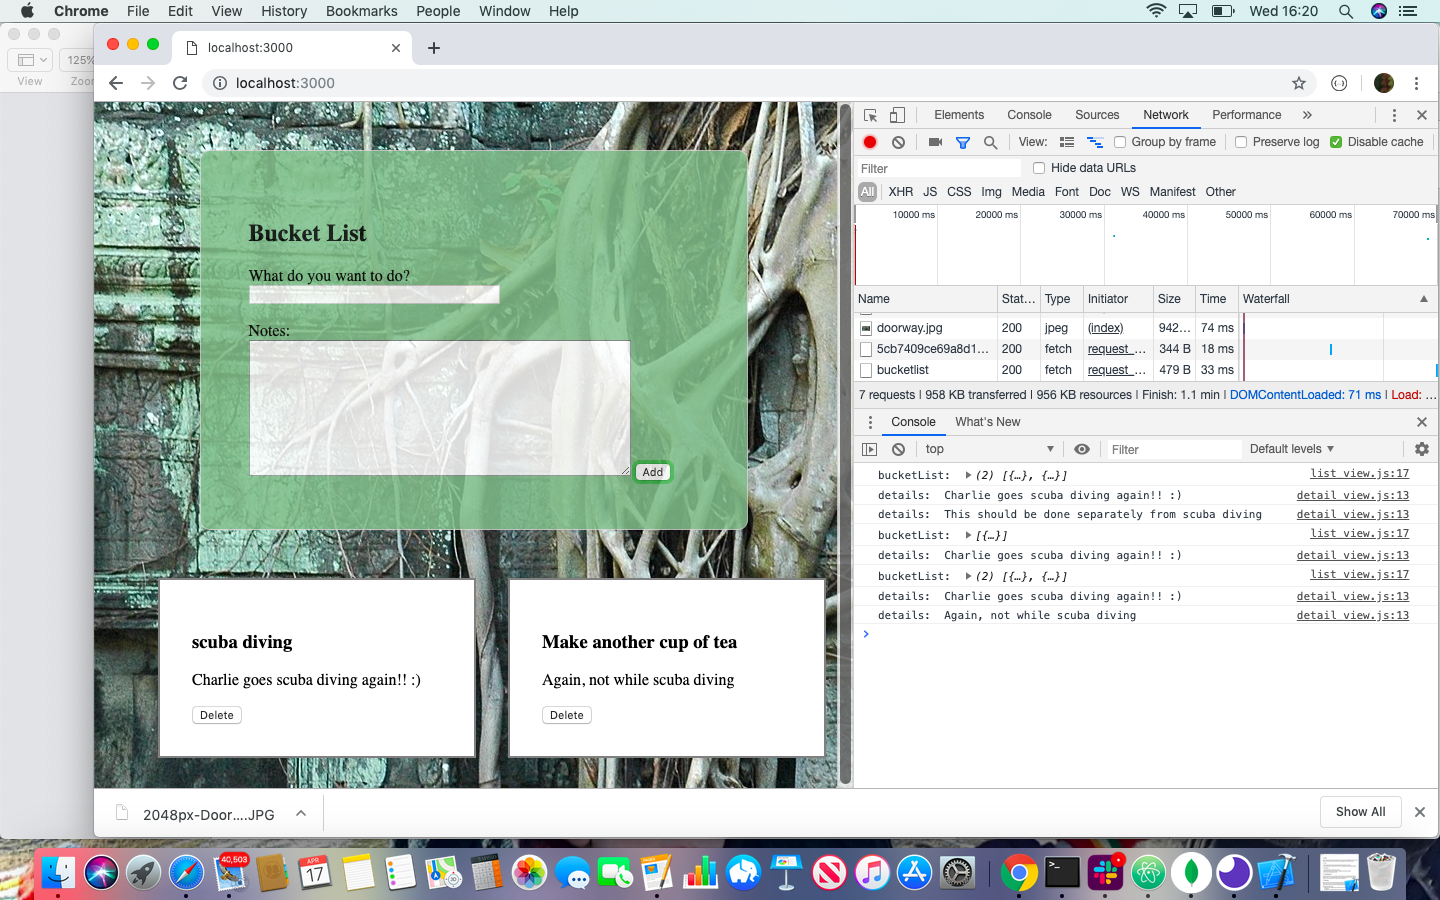 Chrome File Edit View History Bookmarks People Window Help Wed 16:20
localhost:3000
125%
View Zoo
localhost:3000
Bucket List
What do you want to do?
Notes:
Add
scuba diving
Charlie goes scuba diving again!! :)
Delete
Make another cup of tea
Again, not while scuba diving
Delete
Elements Console Sources Network Performance
View: Group by frame Preserve log Disable cache
Filter Hide data URLs
All XHR JS CSS Img Media Font Doc WS Manifest Other
10000 ms 20000 ms 30000 ms 40000 ms 50000 ms 60000 ms 70000 ms
Name Stat... Type Initiator Size Time Waterfall
doorway.jpg 200 jpeg (index) 942... 74 ms
5cb7409ce69a8d1... 200 fetch request_... 344 B 18 ms
bucketlist 200 fetch request_... 479 B 33 ms
7 requests | 958 KB transferred | 956 KB resources | Finish: 1.1 min | DOMContentLoaded: 71 ms | Load: ...
Console What's New
top Filter Default levels
bucketList: (2) [{…}, {…}] list_view.js:17
details: Charlie goes scuba diving again!! :) detail_view.js:13
details: This should be done separately from scuba diving detail_view.js:13
bucketList: [{…}] list_view.js:17
details: Charlie goes scuba diving again!! :) detail_view.js:13
bucketList: (2) [{…}, {…}] list_view.js:17
details: Charlie goes scuba diving again!! :) detail_view.js:13
details: Again, not while scuba diving detail_view.js:13
2048px-Door....JPG
Show All
40,503
APR
17